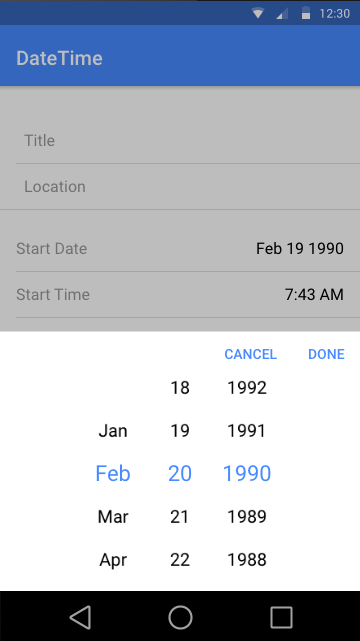 12:30
DateTime
Title
Location
Start Date Feb 19 1990
Start Time 7:43 AM
CANCEL DONE
18 1992
Jan 19 1991
Feb 20 1990
Mar 21 1989
Apr 22 1988